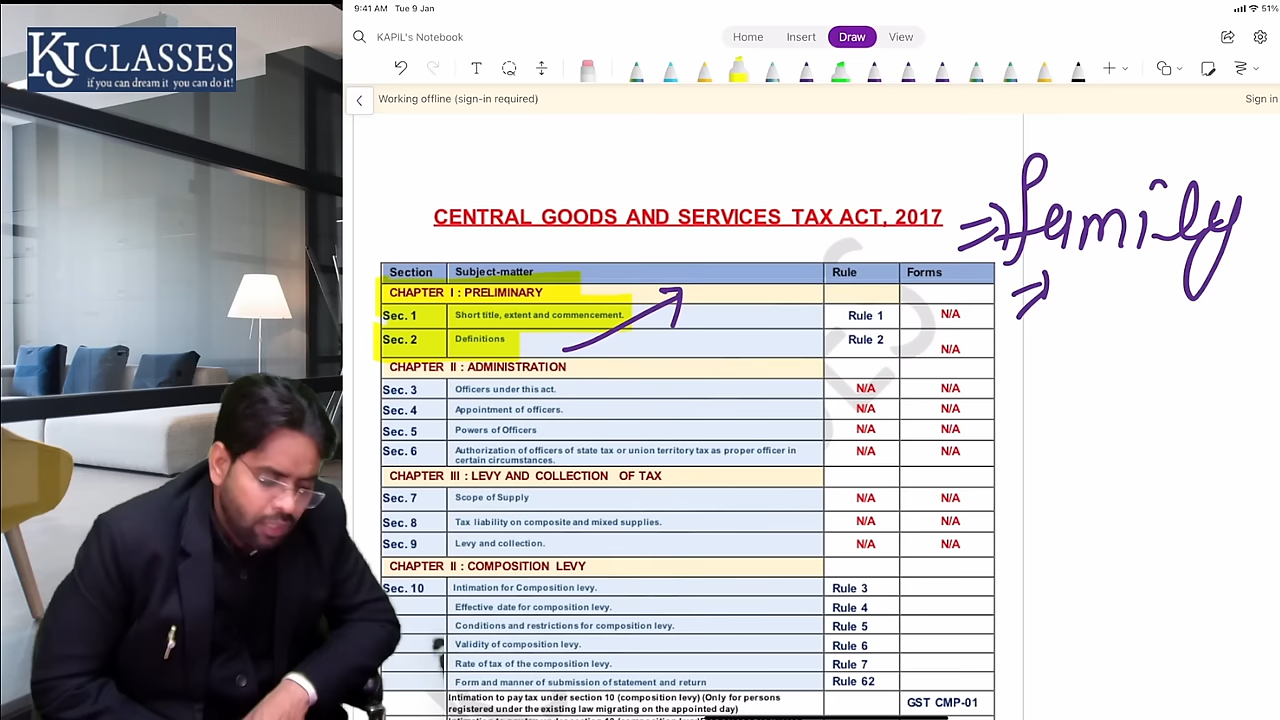 KJ CLASSES
if you can dream it you can do it!
9:41 AM Tue 9 Jan
51%
KAPIL's Notebook
Home Insert Draw View
Working offline (sign-in required)
Sign in
CENTRAL GOODS AND SERVICES TAX ACT, 2017
⇒ family
⇒
Section Subject-matter Rule Forms
CHAPTER I : PRELIMINARY
Sec. 1 Short title, extent and commencement. Rule 1 N/A
Sec. 2 Definitions Rule 2 N/A
CHAPTER II : ADMINISTRATION
Sec. 3 Officers under this act. N/A N/A
Sec. 4 Appointment of officers. N/A N/A
Sec. 5 Powers of Officers N/A N/A
Sec. 6 Authorization of officers of state tax or union territory tax as proper officer in N/A N/A
certain circumstances.
CHAPTER III : LEVY AND COLLECTION OF TAX
Sec. 7 Scope of Supply N/A N/A
Sec. 8 Tax liability on composite and mixed supplies. N/A N/A
Sec. 9 Levy and collection. N/A N/A
CHAPTER II : COMPOSITION LEVY
Sec. 10 Intimation for Composition levy. Rule 3
Effective date for composition levy. Rule 4
Conditions and restrictions for composition levy. Rule 5
Validity of composition levy. Rule 6
Rate of tax of the composition levy. Rule 7
Form and manner of submission of statement and return Rule 62
Intimation to pay tax under section 10 (composition levy) (Only for persons
registered under the existing law migrating on the appointed day) GST CMP-01